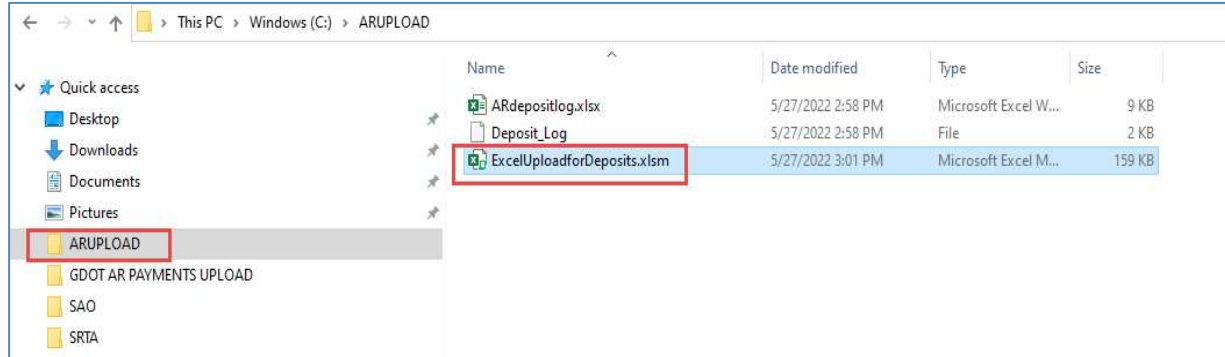 This PC > Windows (C:) > ARUPLOAD
Quick access
Desktop
Downloads
Documents
Pictures
ARUPLOAD
GDOT AR PAYMENTS UPLOAD
SAO
SRTA
Name Date modified Type Size
ARdepositlog.xlsx 5/27/2022 2:58 PM Microsoft Excel W... 9 KB
Deposit_Log 5/27/2022 2:58 PM File 2 KB
ExcelUploadforDeposits.xlsm 5/27/2022 3:01 PM Microsoft Excel M... 159 KB